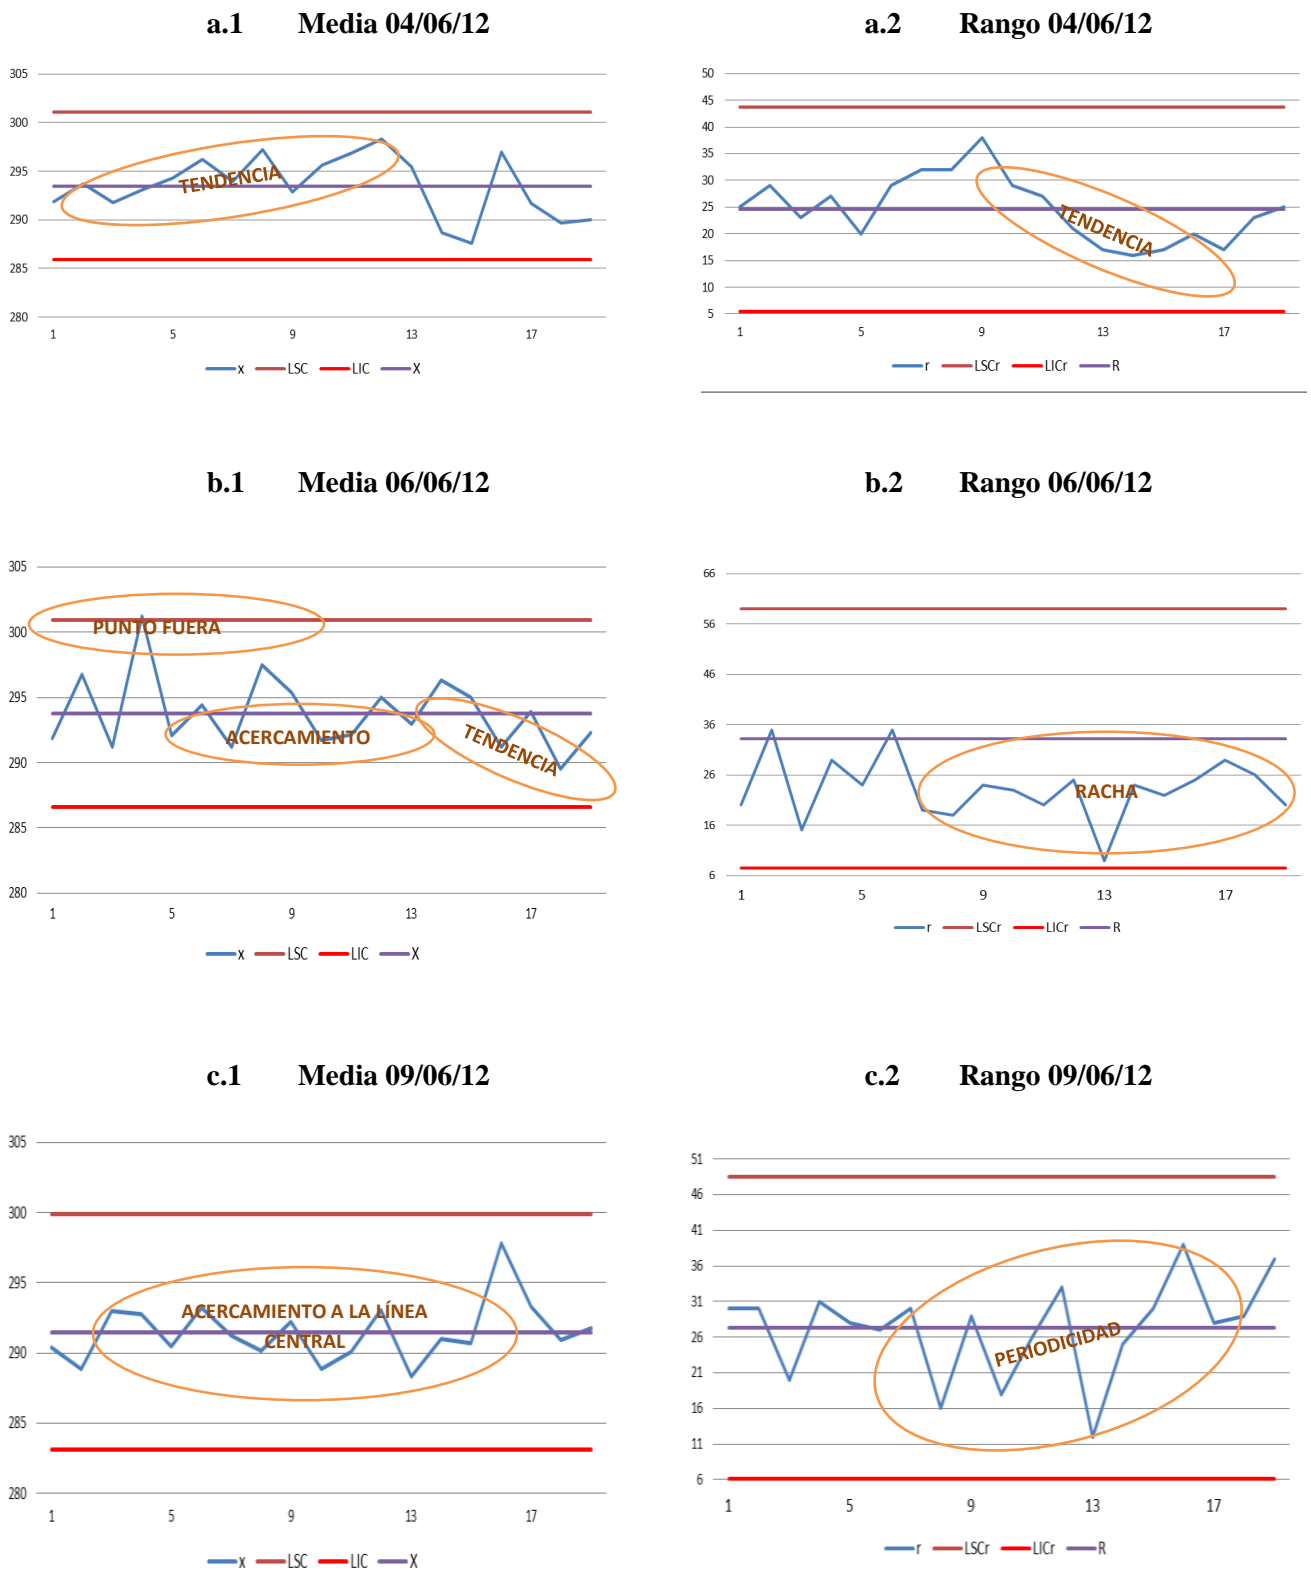 a.1 Media 04/06/12
305
300
295
290
285
280
TENDENCIA
1 5 9 13 17
x LSC LIC X
a.2 Rango 04/06/12
50
45
40
35
30
25
20
15
10
5
TENDENCIA
1 5 9 13 17
r LSCr LICr R
b.1 Media 06/06/12
305
300
295
290
285
280
PUNTO FUERA
ACERCAMIENTO
TENDENCIA
1 5 9 13 17
x LSC LIC X
b.2 Rango 06/06/12
66
56
46
36
26
16
6
RACHA
1 5 9 13 17
r LSCr LICr R
c.1 Media 09/06/12
305
300
295
290
285
280
ACERCAMIENTO A LA LÍNEA
CENTRAL
1 5 9 13 17
x LSC LIC X
c.2 Rango 09/06/12
51
46
41
36
31
26
21
16
11
6
PERIODICIDAD
1 5 9 13 17
r LSCr LICr R